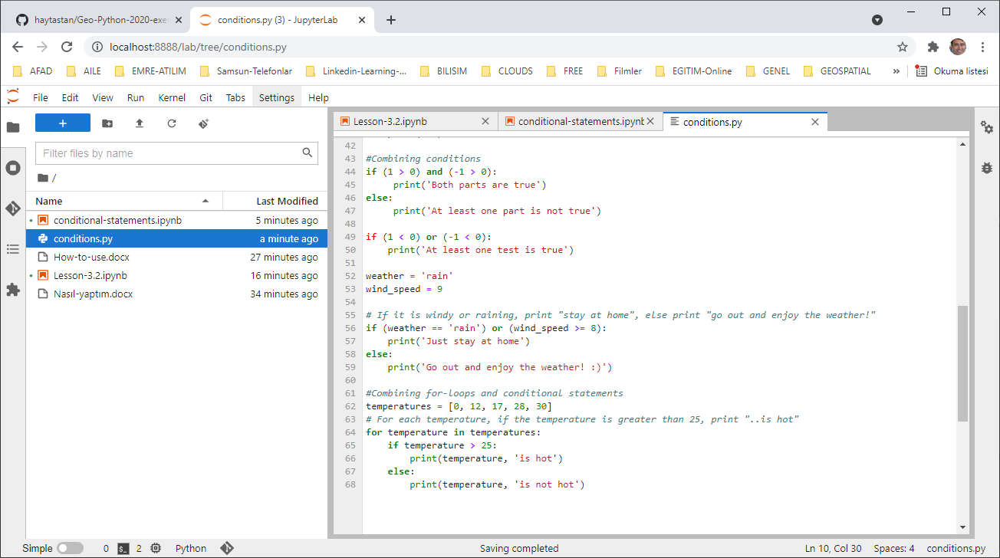 haytastan/Geo-Python-2020-exe
conditions.py (3) - JupyterLab
localhost:8888/lab/tree/conditions.py
AFAD AILE EMRE-ATILIM Samsun-Telefonlar Linkedin-Learning-... BILISIM CLOUDS FREE Filmler EGITIM-Online GENEL GEOSPATIAL » Okuma listesi
File Edit View Run Kernel Git Tabs Settings Help
+
Filter files by name
/
Name Last Modified
conditional-statements.ipynb 5 minutes ago
conditions.py a minute ago
How-to-use.docx 27 minutes ago
Lesson-3.2.ipynb 16 minutes ago
Nasıl-yaptım.docx 34 minutes ago
Lesson-3.2.ipynb conditional-statements.ipynb conditions.py
42
43 #Combining conditions
44 if (1 > 0) and (-1 > 0):
45 print('Both parts are true')
46 else:
47 print('At least one part is not true')
48
49 if (1 < 0) or (-1 < 0):
50 print('At least one test is true')
51
52 weather = 'rain'
53 wind_speed = 9
54
55 # If it is windy or raining, print "stay at home", else print "go out and enjoy the weather!"
56 if (weather == 'rain') or (wind_speed >= 8):
57 print('Just stay at home')
58 else:
59 print('Go out and enjoy the weather! :)')
60
61 #Combining for-loops and conditional statements
62 temperatures = [0, 12, 17, 28, 30]
63 # For each temperature, if the temperature is greater than 25, print "..is hot"
64 for temperature in temperatures:
65 if temperature > 25:
66 print(temperature, 'is hot')
67 else:
68 print(temperature, 'is not hot')
Simple 0 $_ 2 Python Saving completed Ln 10, Col 30 Spaces: 4 conditions.py